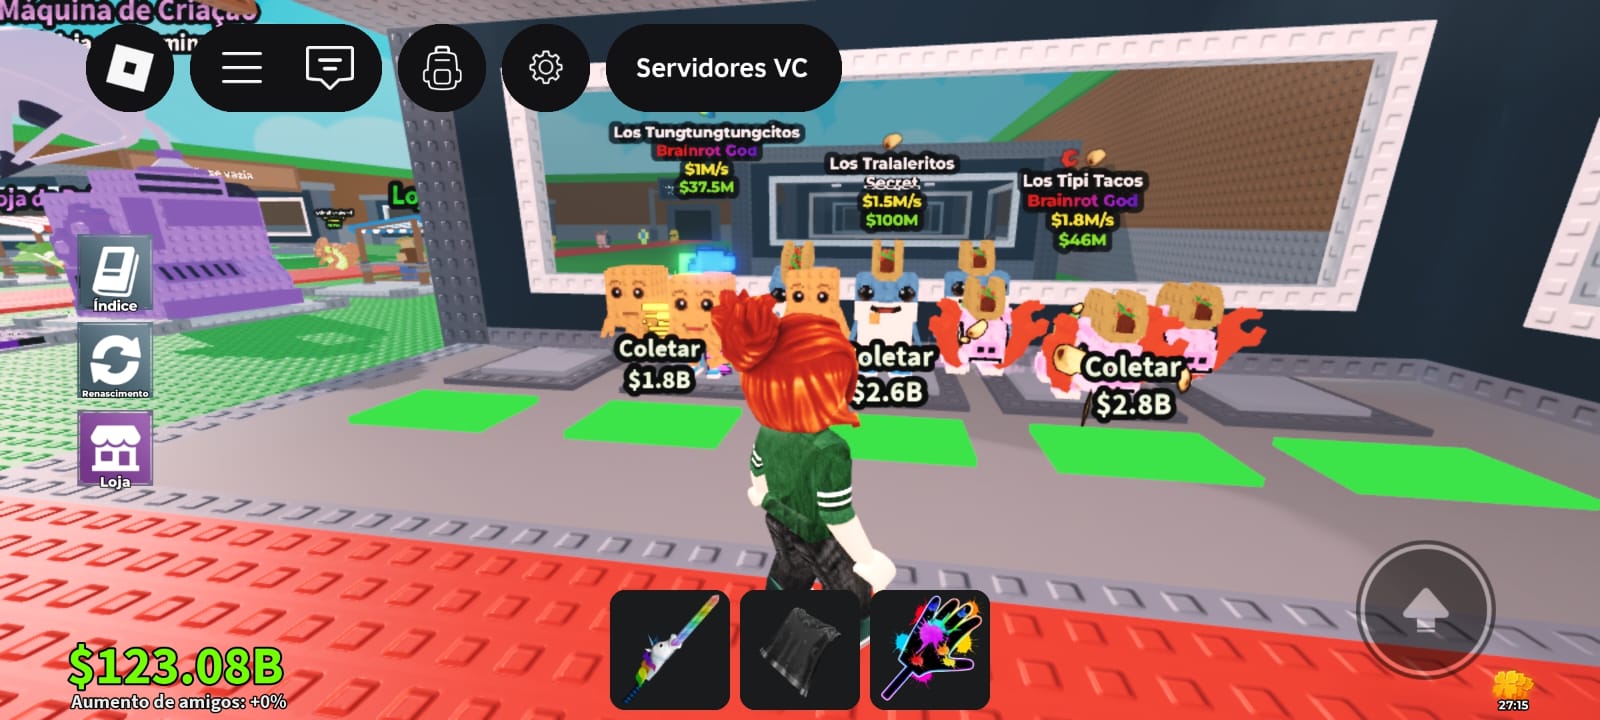 Máquina de Criação
Servidores VC
Los Tungtungtungcitos
Brainrot God
$1M/s
$37.5M
Los Tralaleritos
Secret
$1.5M/s
$100M
Los Tipi Tacos
Brainrot God
$1.8M/s
$46M
Índice
Renascimento
Loja
Coletar
$1.8B
oletar
$2.6B
Coletar
$2.8B
$123.08B
Aumento de amigos: +0%
27:15